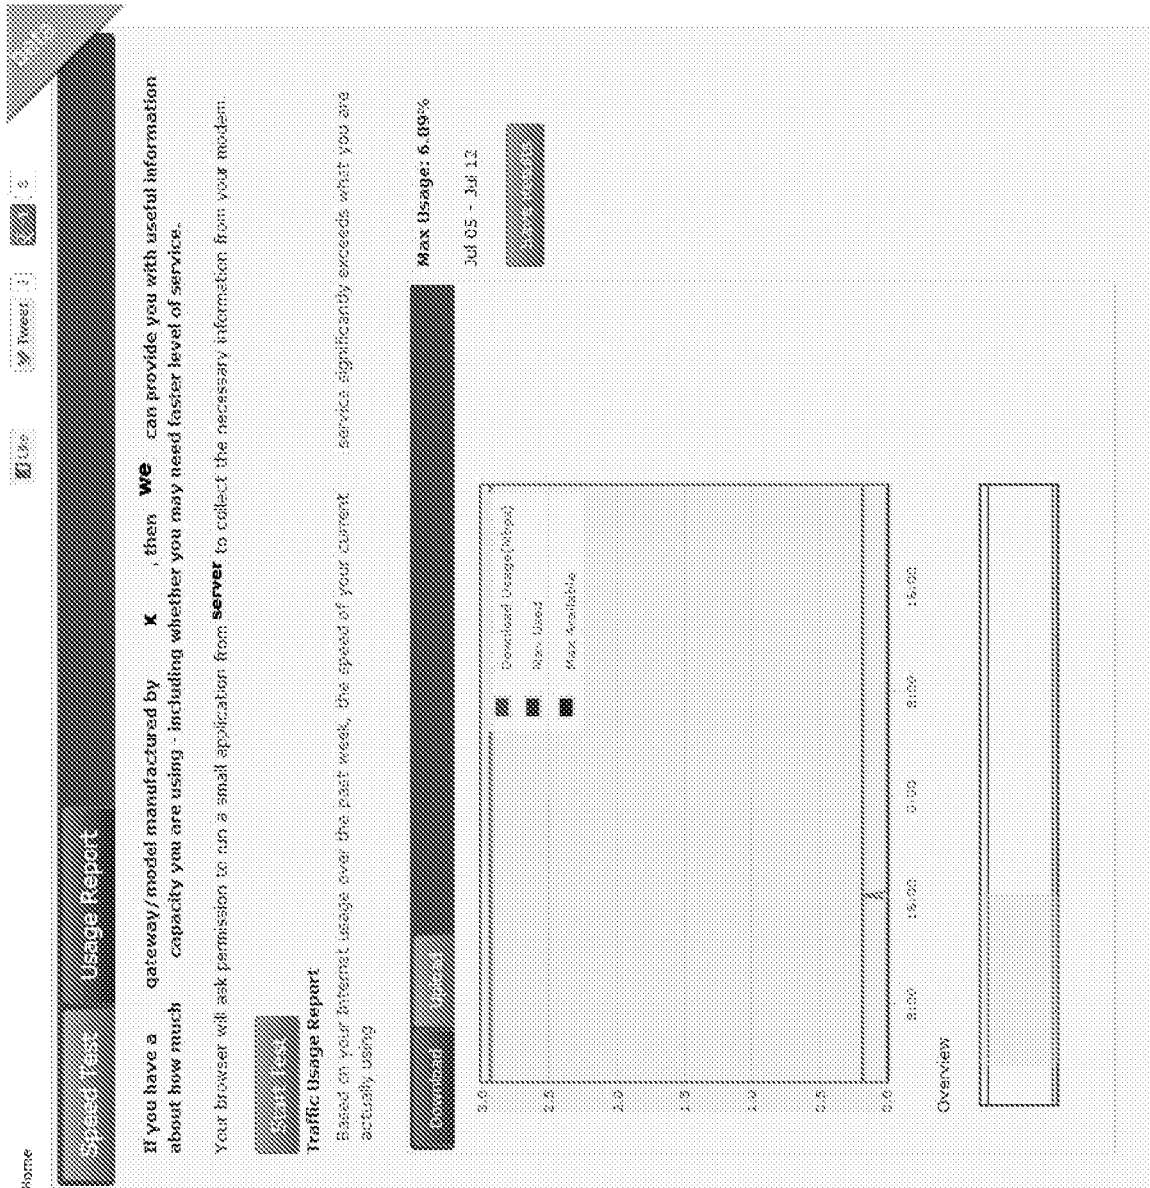 Home
Like
Tweet
Speed Test Usage Report
If you have a gateway/model manufactured by X , then we can provide you with useful information
about how much capacity you are using - including whether you may need faster level of service.
Your browser will ask permission to run a small application from server to collect the necessary information from your modem.
Traffic Usage Report
Based on your Internet usage over the past week, the speed of your current service significantly exceeds what you are
actually using
Download Upload
Max Usage: 6.09%
Jul 05 - Jul 12
3.0
2.5
2.0
1.5
1.0
0.5
0.0
Download Usage(Mbps)
Max Used
Max Available
8:00 16:00 0:00 8:00 16:00
Overview